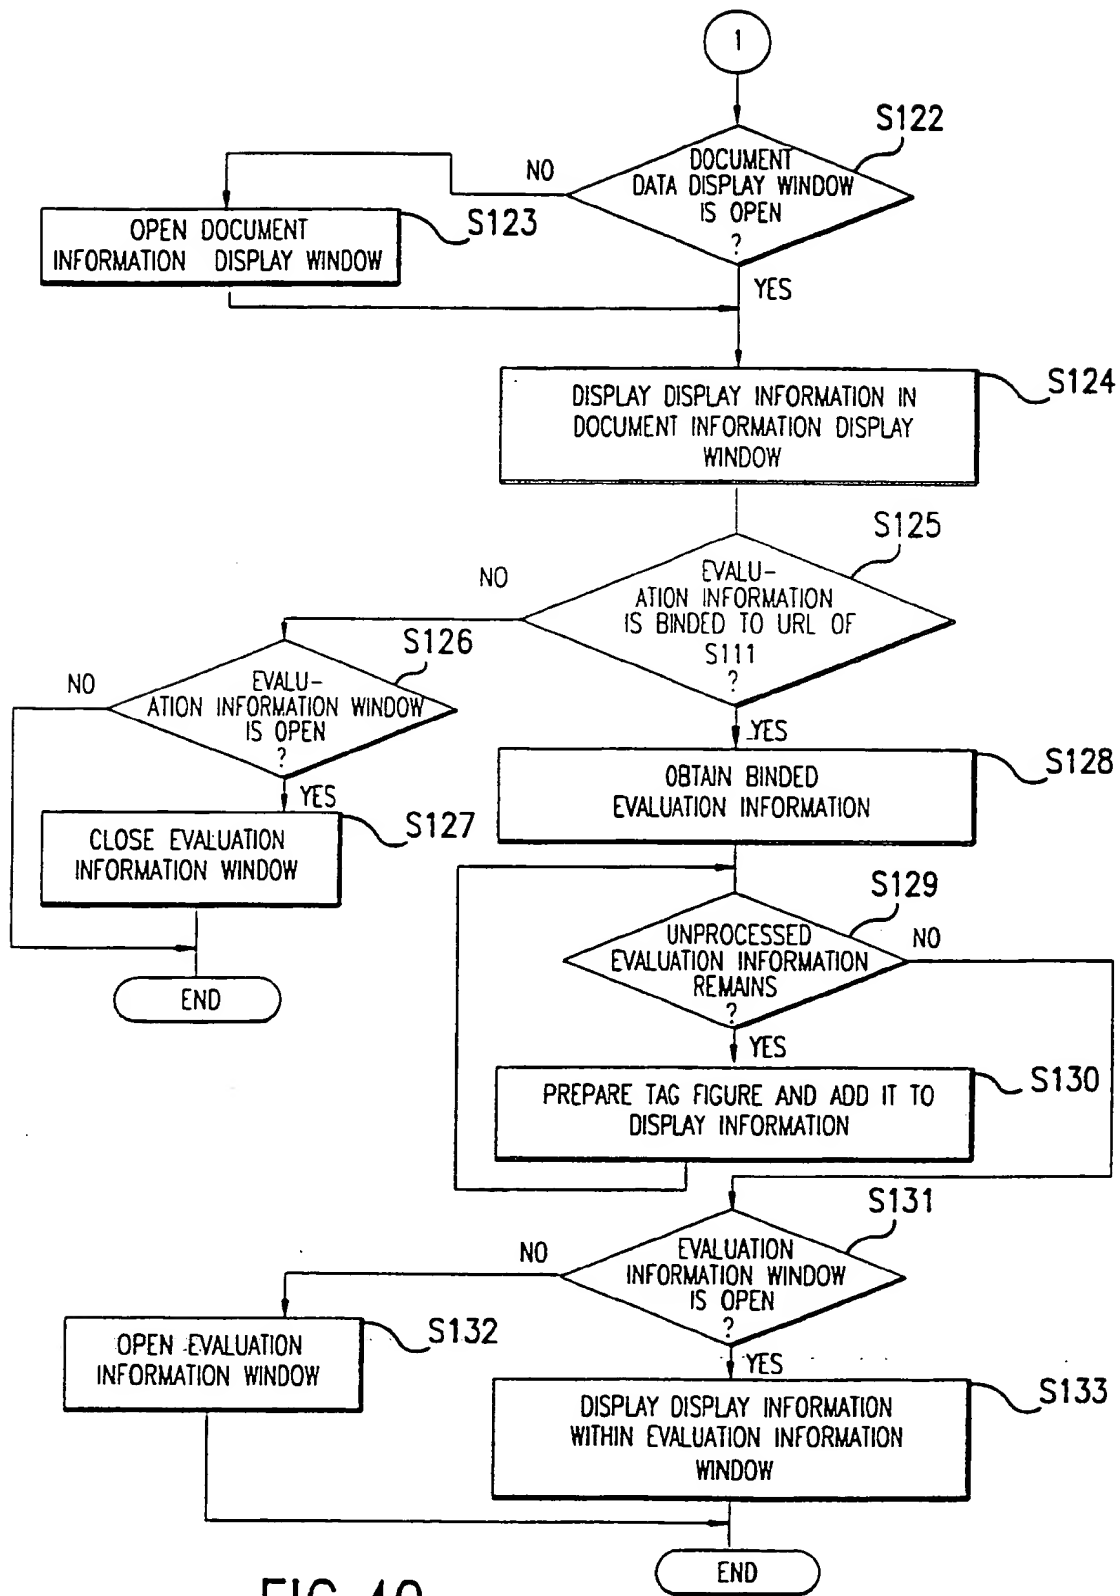 1
S122
DOCUMENT
DATA DISPLAY WINDOW
IS OPEN
?
NO
YES
S123
OPEN DOCUMENT
INFORMATION DISPLAY WINDOW
S124
DISPLAY DISPLAY INFORMATION IN
DOCUMENT INFORMATION DISPLAY
WINDOW
S125
EVALU-
ATION INFORMATION
IS BINDED TO URL OF
S111
?
NO
YES
S126
EVALU-
ATION INFORMATION WINDOW
IS OPEN
?
NO
YES
S127
CLOSE EVALUATION
INFORMATION WINDOW
END
S128
OBTAIN BINDED
EVALUATION INFORMATION
S129
UNPROCESSED
EVALUATION INFORMATION
REMAINS
?
NO
YES
S130
PREPARE TAG FIGURE AND ADD IT TO
DISPLAY INFORMATION
S131
EVALUATION
INFORMATION WINDOW
IS OPEN
?
NO
YES
S132
OPEN EVALUATION
INFORMATION WINDOW
S133
DISPLAY DISPLAY INFORMATION
WITHIN EVALUATION INFORMATION
WINDOW
END